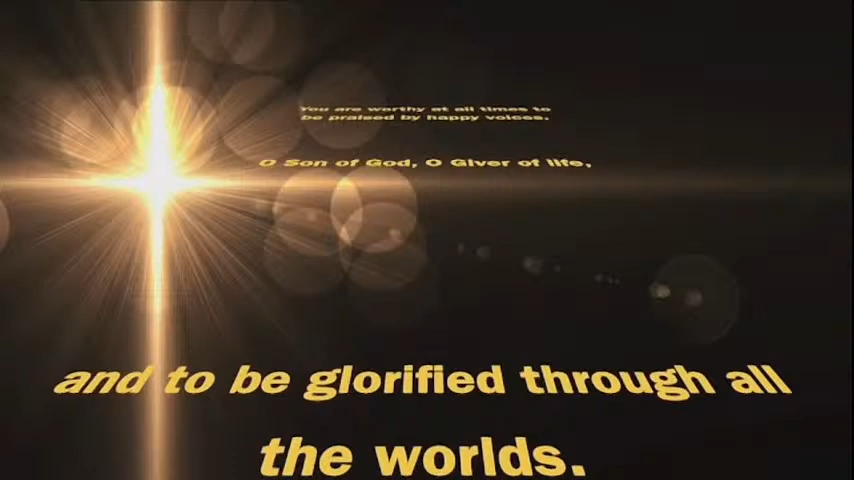 You are worthy at all times to
be praised by happy voices.
O Son of God, O Giver of life,
and to be glorified through all
the worlds.